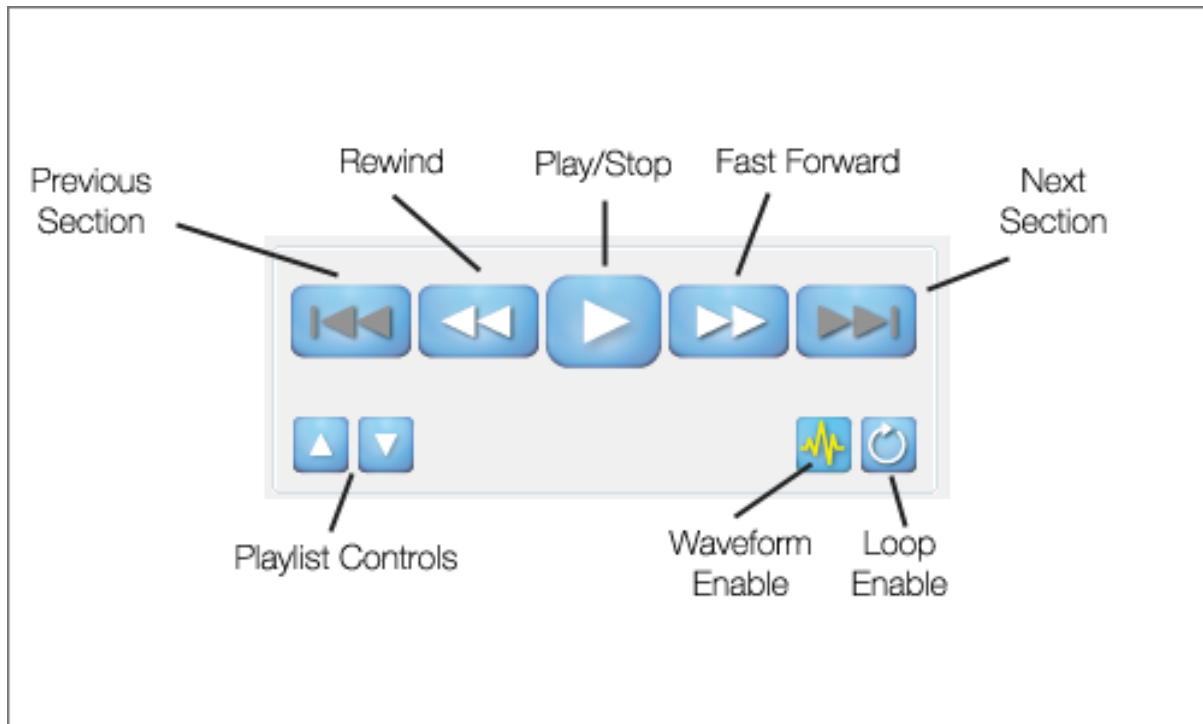 Previous
Section
Rewind
Play/Stop
Fast Forward
Next
Section
Playlist Controls
Waveform
Enable
Loop
Enable